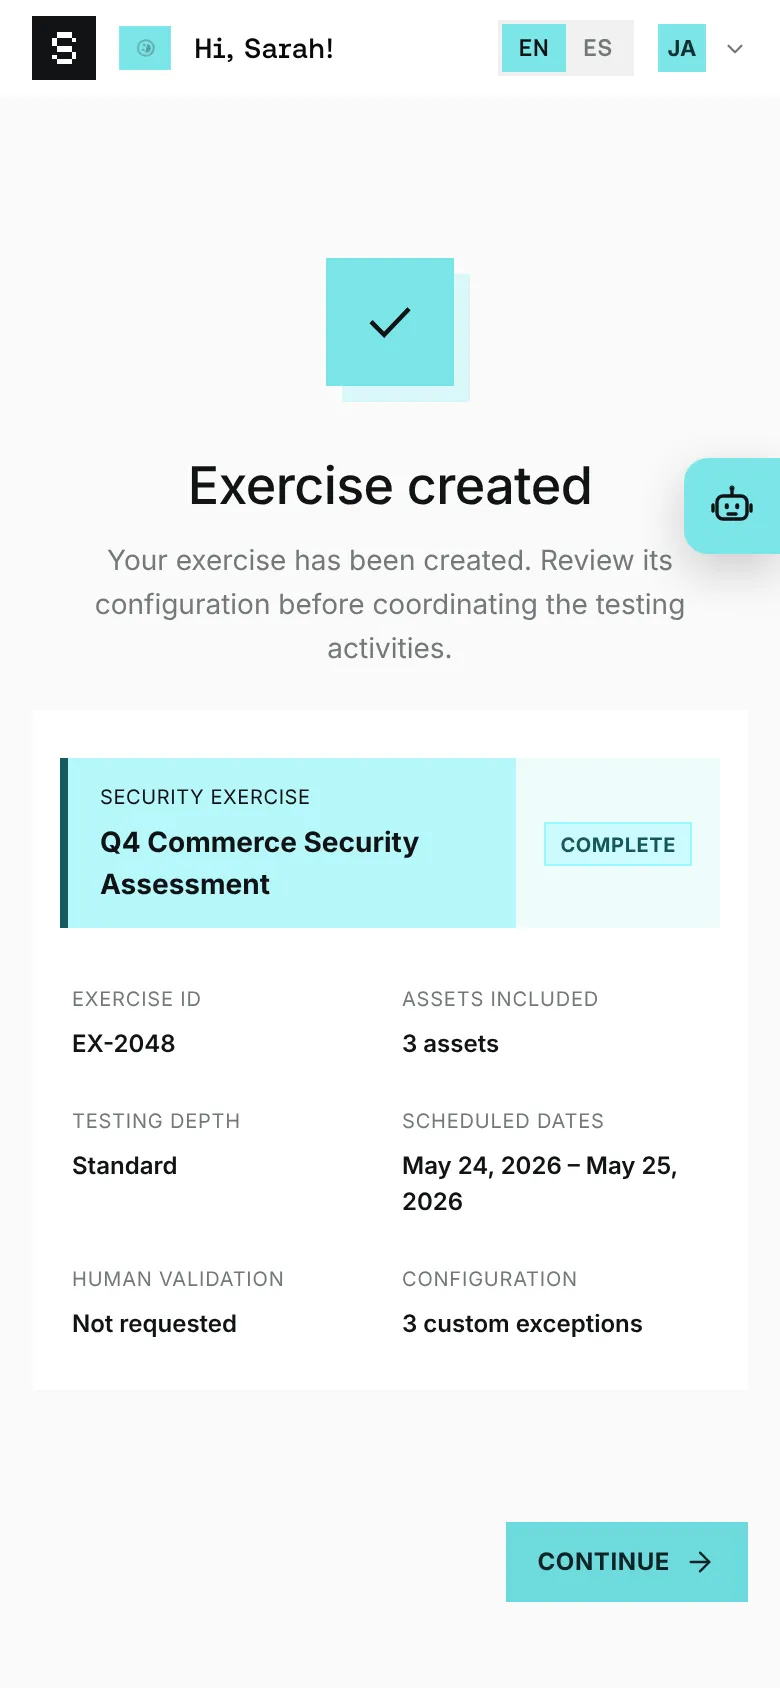 S
Hi, Sarah!
EN ES
JA
Exercise created
Your exercise has been created. Review its
configuration before coordinating the testing
activities.
SECURITY EXERCISE
Q4 Commerce Security
Assessment
COMPLETE
EXERCISE ID
EX-2048
ASSETS INCLUDED
3 assets
TESTING DEPTH
Standard
SCHEDULED DATES
May 24, 2026 – May 25,
2026
HUMAN VALIDATION
Not requested
CONFIGURATION
3 custom exceptions
CONTINUE